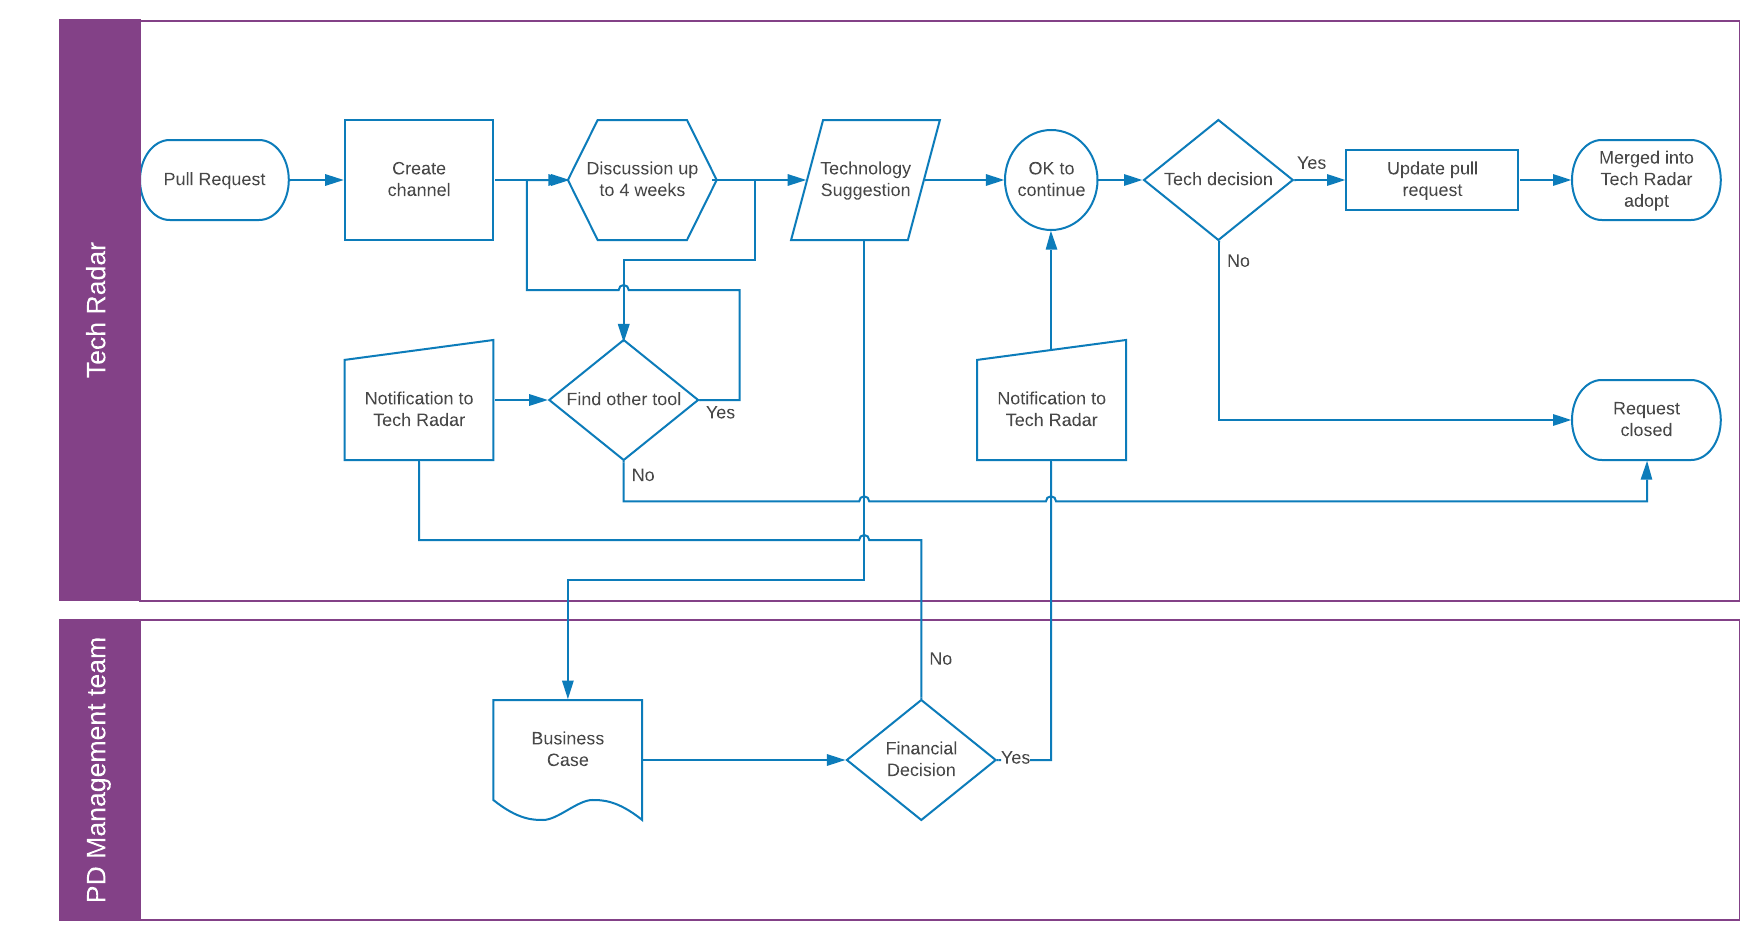 Tech Radar
Pull Request
Create
channel
Discussion up
to 4 weeks
Technology
Suggestion
OK to
continue
Tech decision
Yes
Update pull
request
Merged into
Tech Radar
adopt
No
Notification to
Tech Radar
Find other tool
Yes
No
Notification to
Tech Radar
Request
closed
PD Management team
No
Business
Case
Financial
Decision
Yes